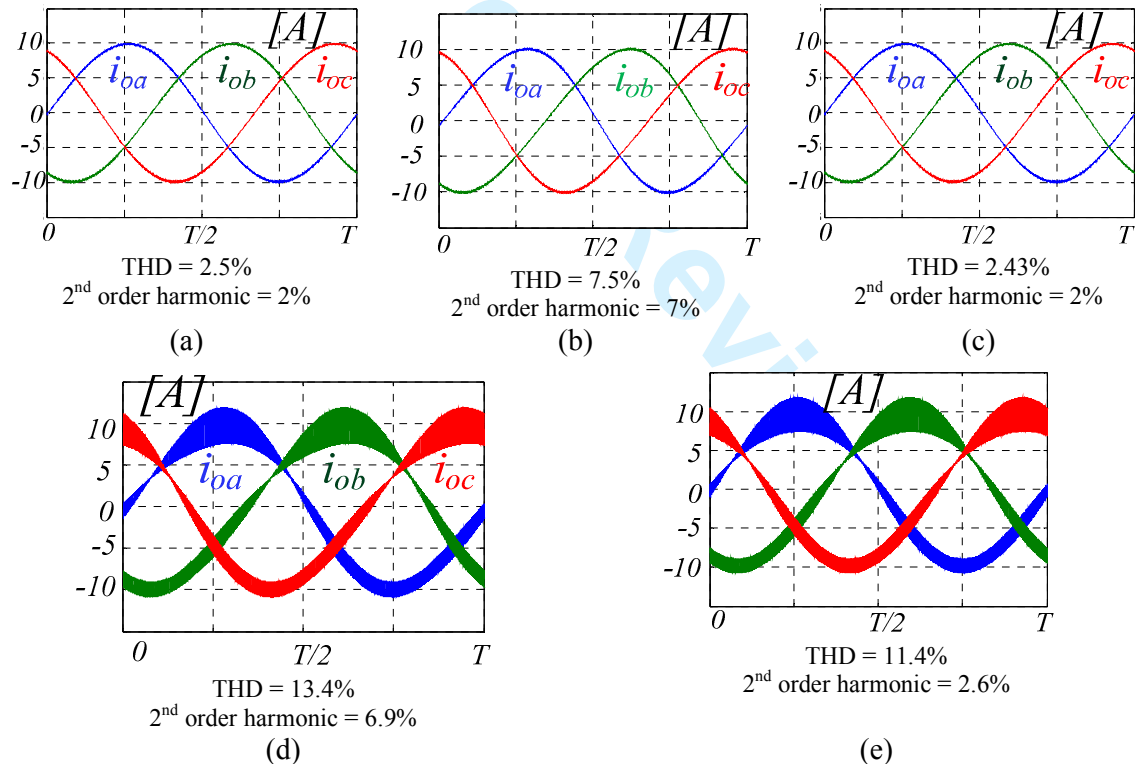 [A]
10
5
0
-5
-10
i_oa
i_ob
i_oc
0
T/2
T
THD = 2.5%
2nd order harmonic = 2%
(a)
[A]
10
5
0
-5
-10
i_oa
i_ob
i_oc
0
T/2
T
THD = 7.5%
2nd order harmonic = 7%
(b)
[A]
10
5
0
-5
-10
i_oa
i_ob
i_oc
0
T/2
T
THD = 2.43%
2nd order harmonic = 2%
(c)
[A]
10
5
0
-5
-10
i_oa
i_ob
i_oc
0
T/2
T
THD = 13.4%
2nd order harmonic = 6.9%
(d)
[A]
10
5
0
-5
-10
0
T/2
T
THD = 11.4%
2nd order harmonic = 2.6%
(e)
Revi